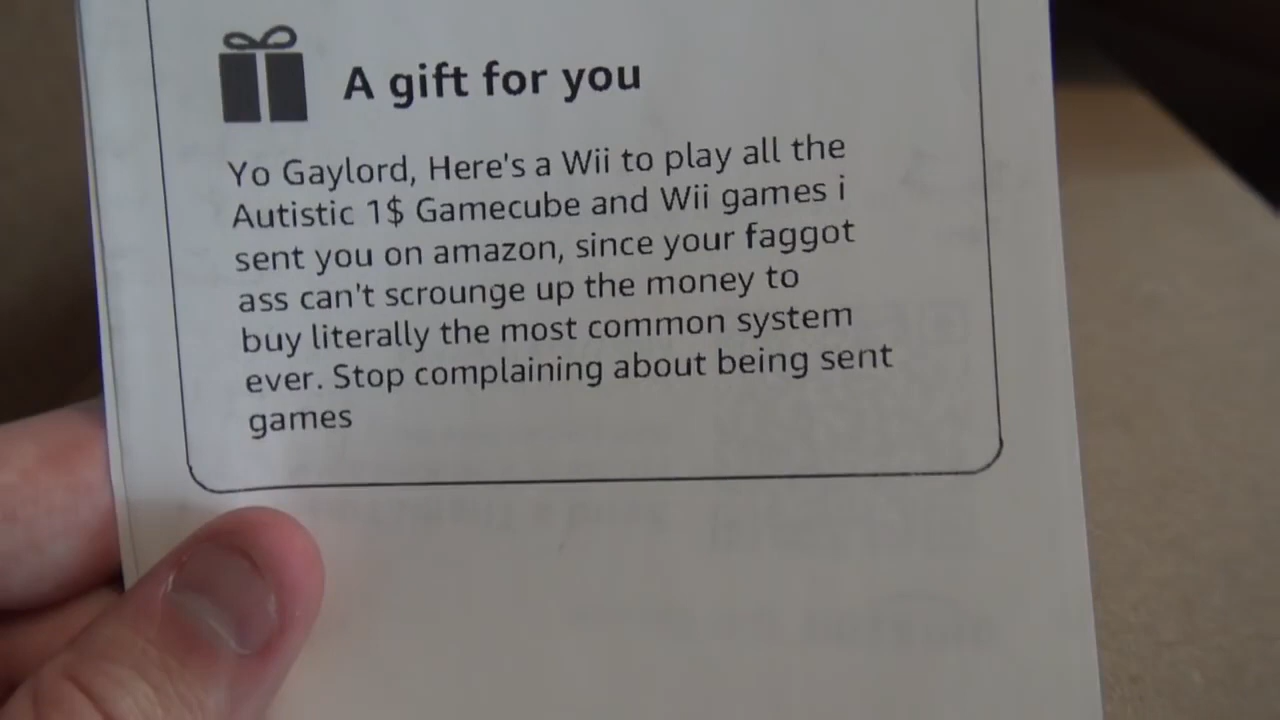 A gift for you
Yo Gaylord, Here's a Wii to play all the
Autistic 1$ Gamecube and Wii games i
sent you on amazon, since your faggot
ass can't scrounge up the money to
buy literally the most common system
ever. Stop complaining about being sent
games